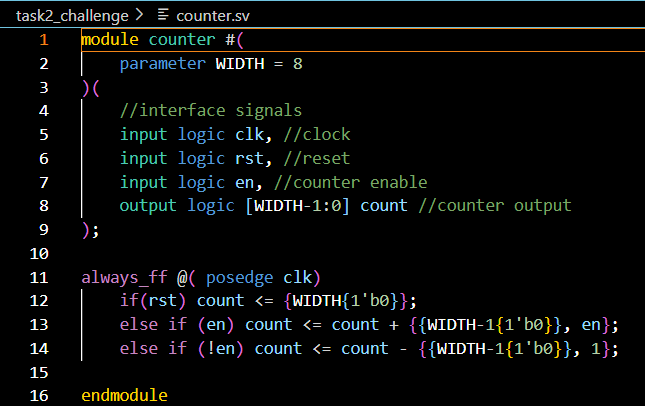 task2_challenge > counter.sv
1 module counter #(
2     parameter WIDTH = 8
3 )(
4     //interface signals
5     input logic clk, //clock
6     input logic rst, //reset
7     input logic en, //counter enable
8     output logic [WIDTH-1:0] count //counter output
9 );
10
11 always_ff @( posedge clk)
12     if(rst) count <= {WIDTH{1'b0}};
13     else if (en) count <= count + {{WIDTH-1{1'b0}}, en};
14     else if (!en) count <= count - {{WIDTH-1{1'b0}}, 1};
15
16 endmodule